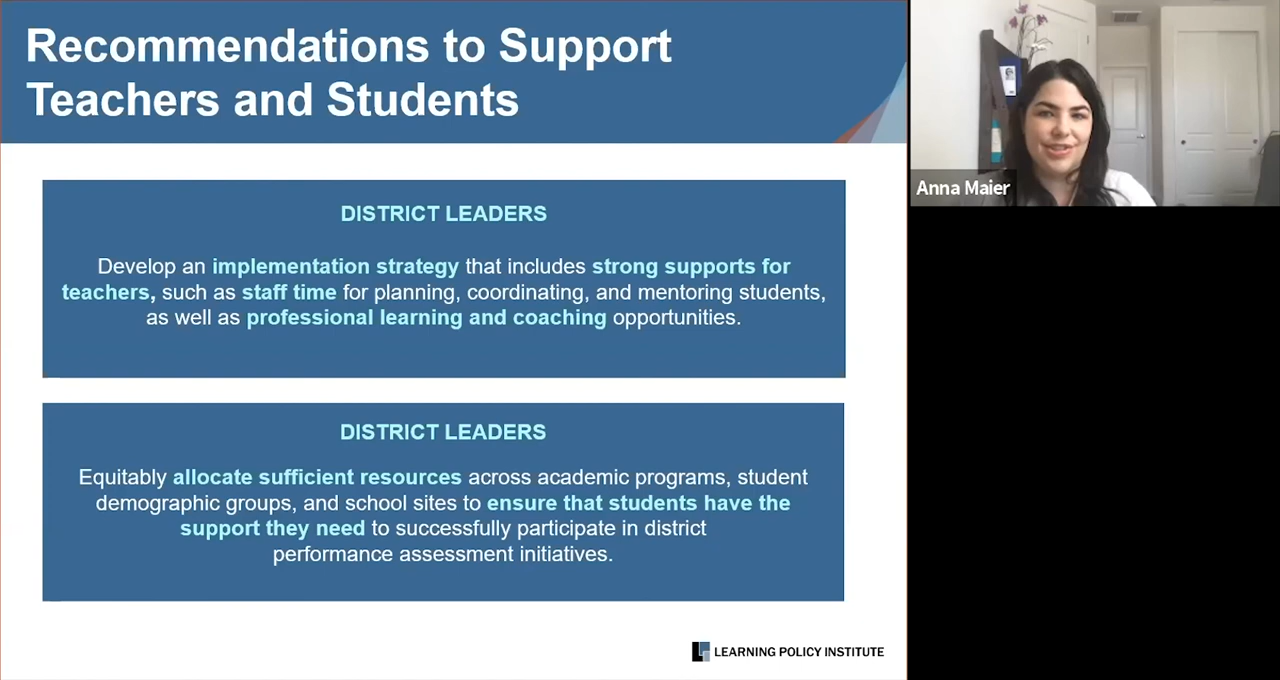 Recommendations to Support
Teachers and Students
Anna Maier
DISTRICT LEADERS
Develop an implementation strategy that includes strong supports for
teachers, such as staff time for planning, coordinating, and mentoring students,
as well as professional learning and coaching opportunities.
DISTRICT LEADERS
Equitably allocate sufficient resources across academic programs, student
demographic groups, and school sites to ensure that students have the
support they need to successfully participate in district
performance assessment initiatives.
LEARNING POLICY INSTITUTE